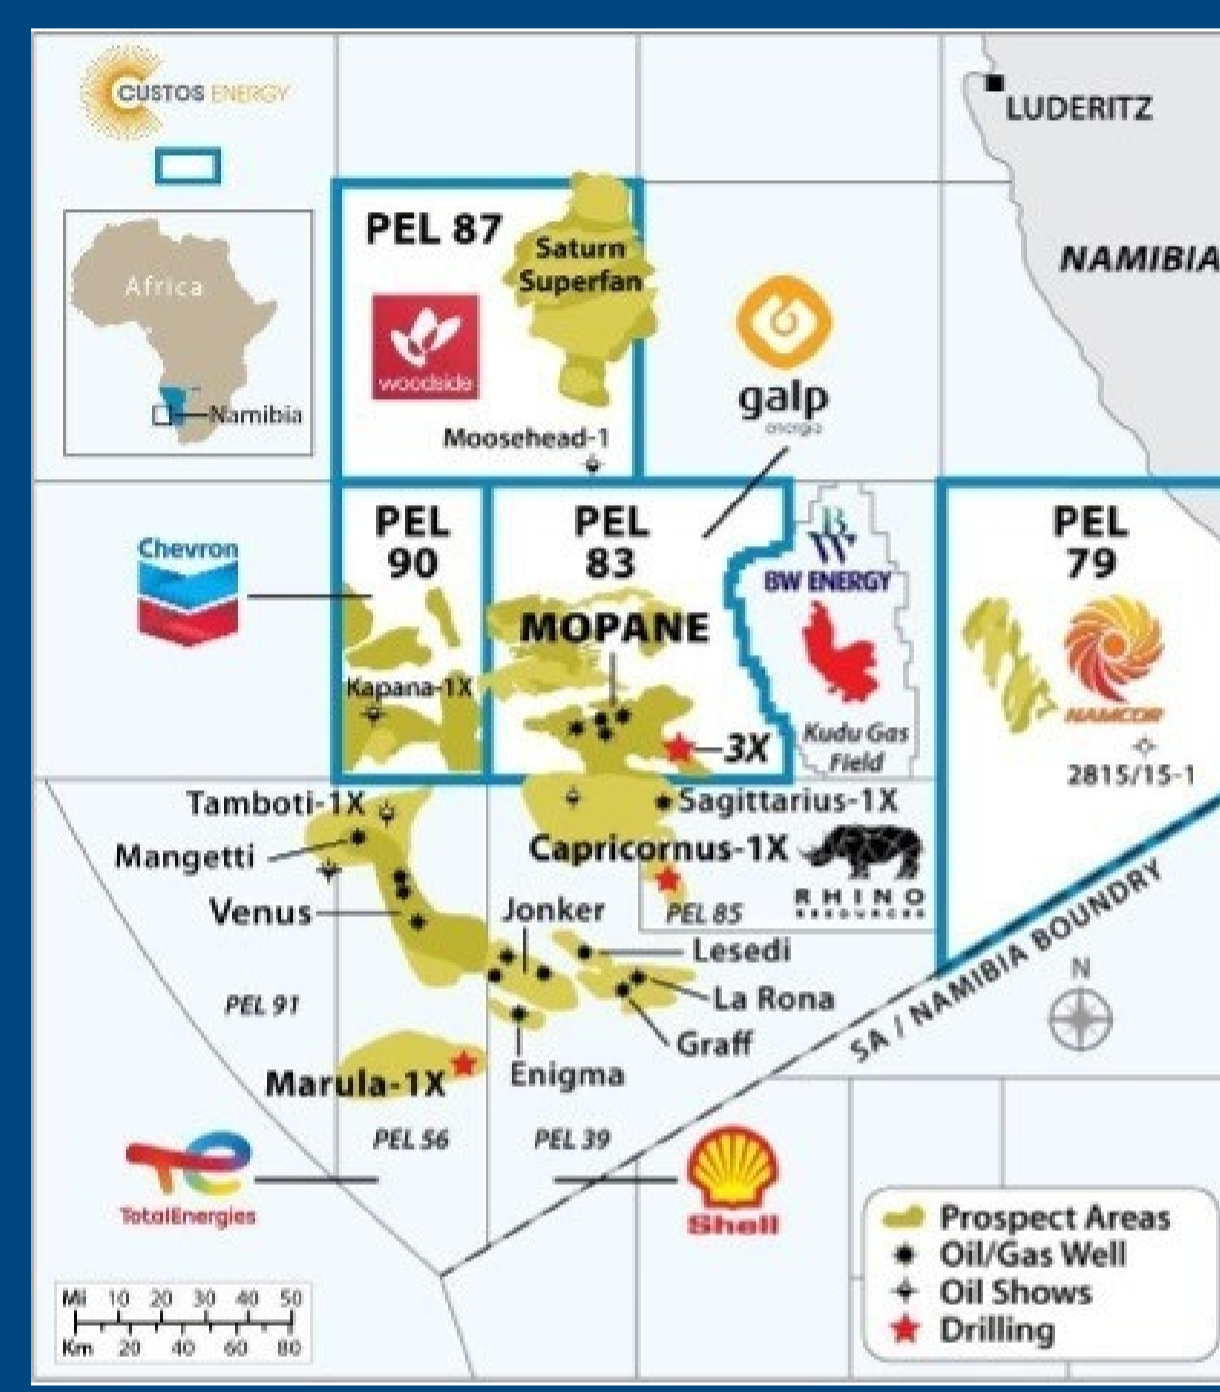 CUSTOS ENERGY
LUDERITZ
NAMIBIA
Africa
Namibia
PEL 87
Saturn
Superfan
woodside
Moosehead-1
galp
energia
Chevron
PEL
90
Kapana-1X
PEL
83
MOPANE
3X
BW
BW ENERGY
Kudu Gas
Field
PEL
79
NAMCOR
2815/15-1
Tamboti-1X
Mangetti
Venus
Sagittarius-1X
Capricornus-1X
RHINO
RESOURCES
PEL 85
Jonker
Lesedi
La Rona
Graff
Enigma
PEL 91
Marula-1X
PEL 56
PEL 39
SA / NAMIBIA BOUNDRY
N
TotalEnergies
Shell
Mi 10 20 30 40 50
Km 20 40 60 80
Prospect Areas
Oil/Gas Well
Oil Shows
Drilling